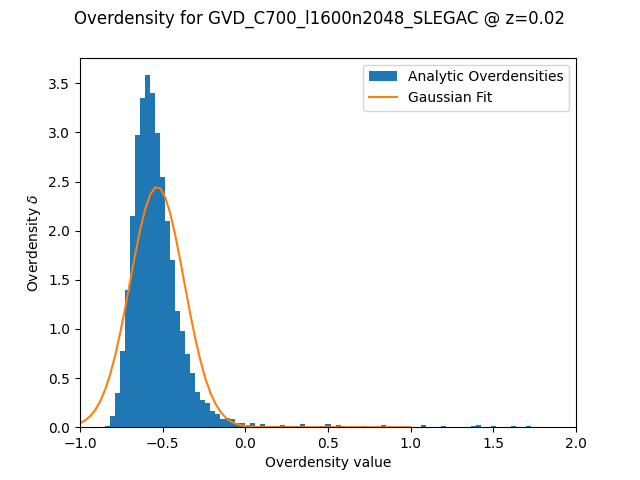 Overdensity for GVD_C700_l1600n2048_SLEGAC @ z=0.02
Analytic Overdensities
Gaussian Fit
Overdensity δ
3.5
3.0
2.5
2.0
1.5
1.0
0.5
0.0
−1.0 −0.5 0.0 0.5 1.0 1.5 2.0
Overdensity value